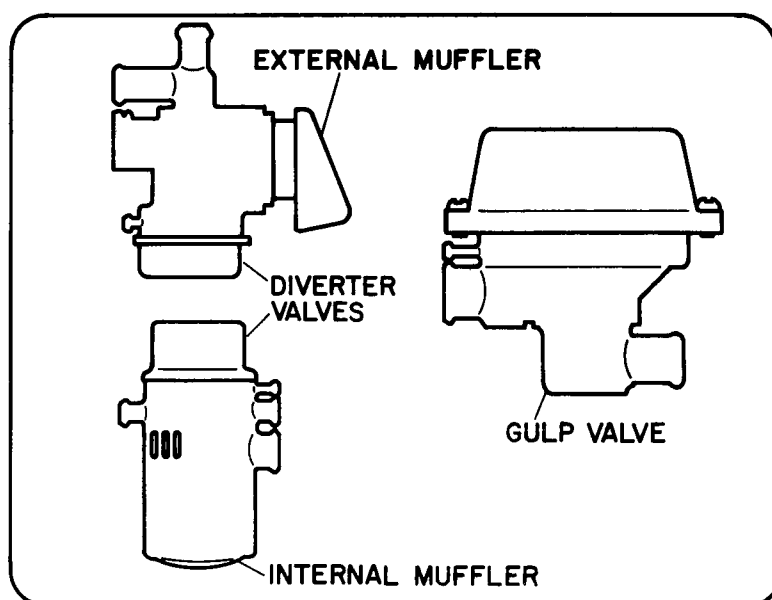 EXTERNAL MUFFLER
DIVERTER
VALVES
GULP VALVE
INTERNAL MUFFLER